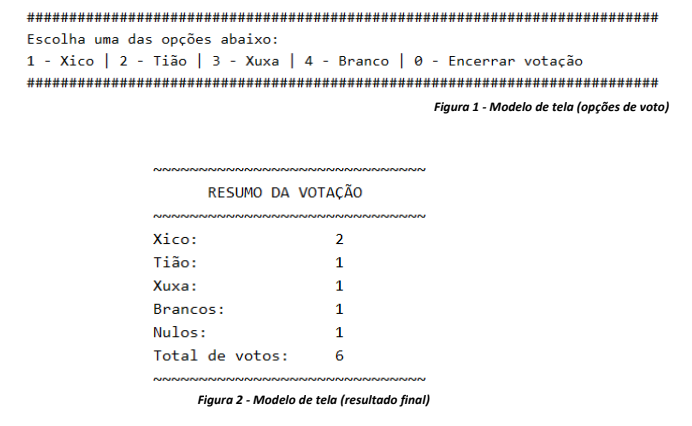 ###########################################################################
Escolha uma das opções abaixo:
1 - Xico | 2 - Tião | 3 - Xuxa | 4 - Branco | 0 - Encerrar votação
###########################################################################
Figura 1 - Modelo de tela (opções de voto)
~~~~~~~~~~~~~~~~~~~~~~~~~~~~~~
RESUMO DA VOTAÇÃO
~~~~~~~~~~~~~~~~~~~~~~~~~~~~~~
Xico: 2
Tião: 1
Xuxa: 1
Brancos: 1
Nulos: 1
Total de votos: 6
~~~~~~~~~~~~~~~~~~~~~~~~~~~~~~
Figura 2 - Modelo de tela (resultado final)